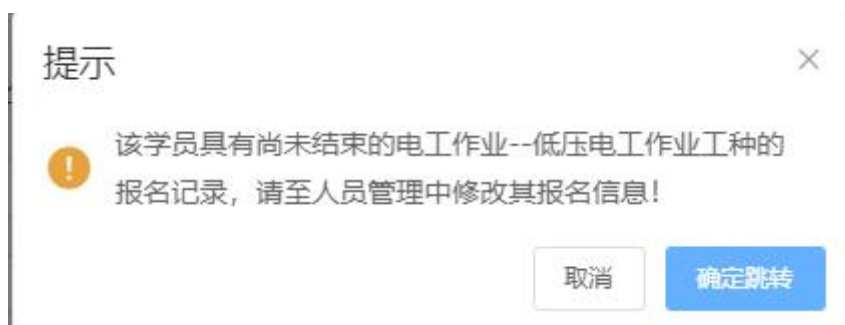 提示
该学员具有尚未结束的电工作业--低压电工作业工种的
报名记录，请至人员管理中修改其报名信息！
取消
确定跳转